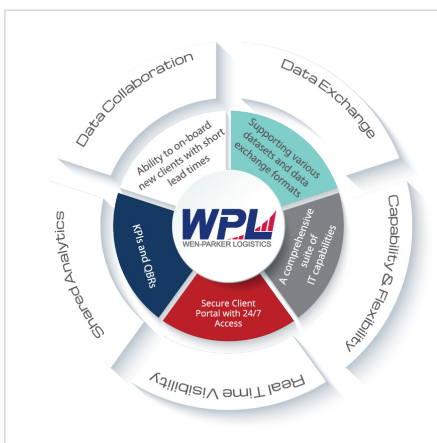 Data Collaboration
Data Exchange
Capability & Flexibility
Real Time Visibility
Shared Analytics
Ability to on-board
new clients with short
lead times
Supporting various
datasets and data
exchange formats
A comprehensive
suite of
IT capabilities
Secure Client
Portal with 24/7
Access
KPIs and QBRs
WPL
WEN-PARKER LOGISTICS